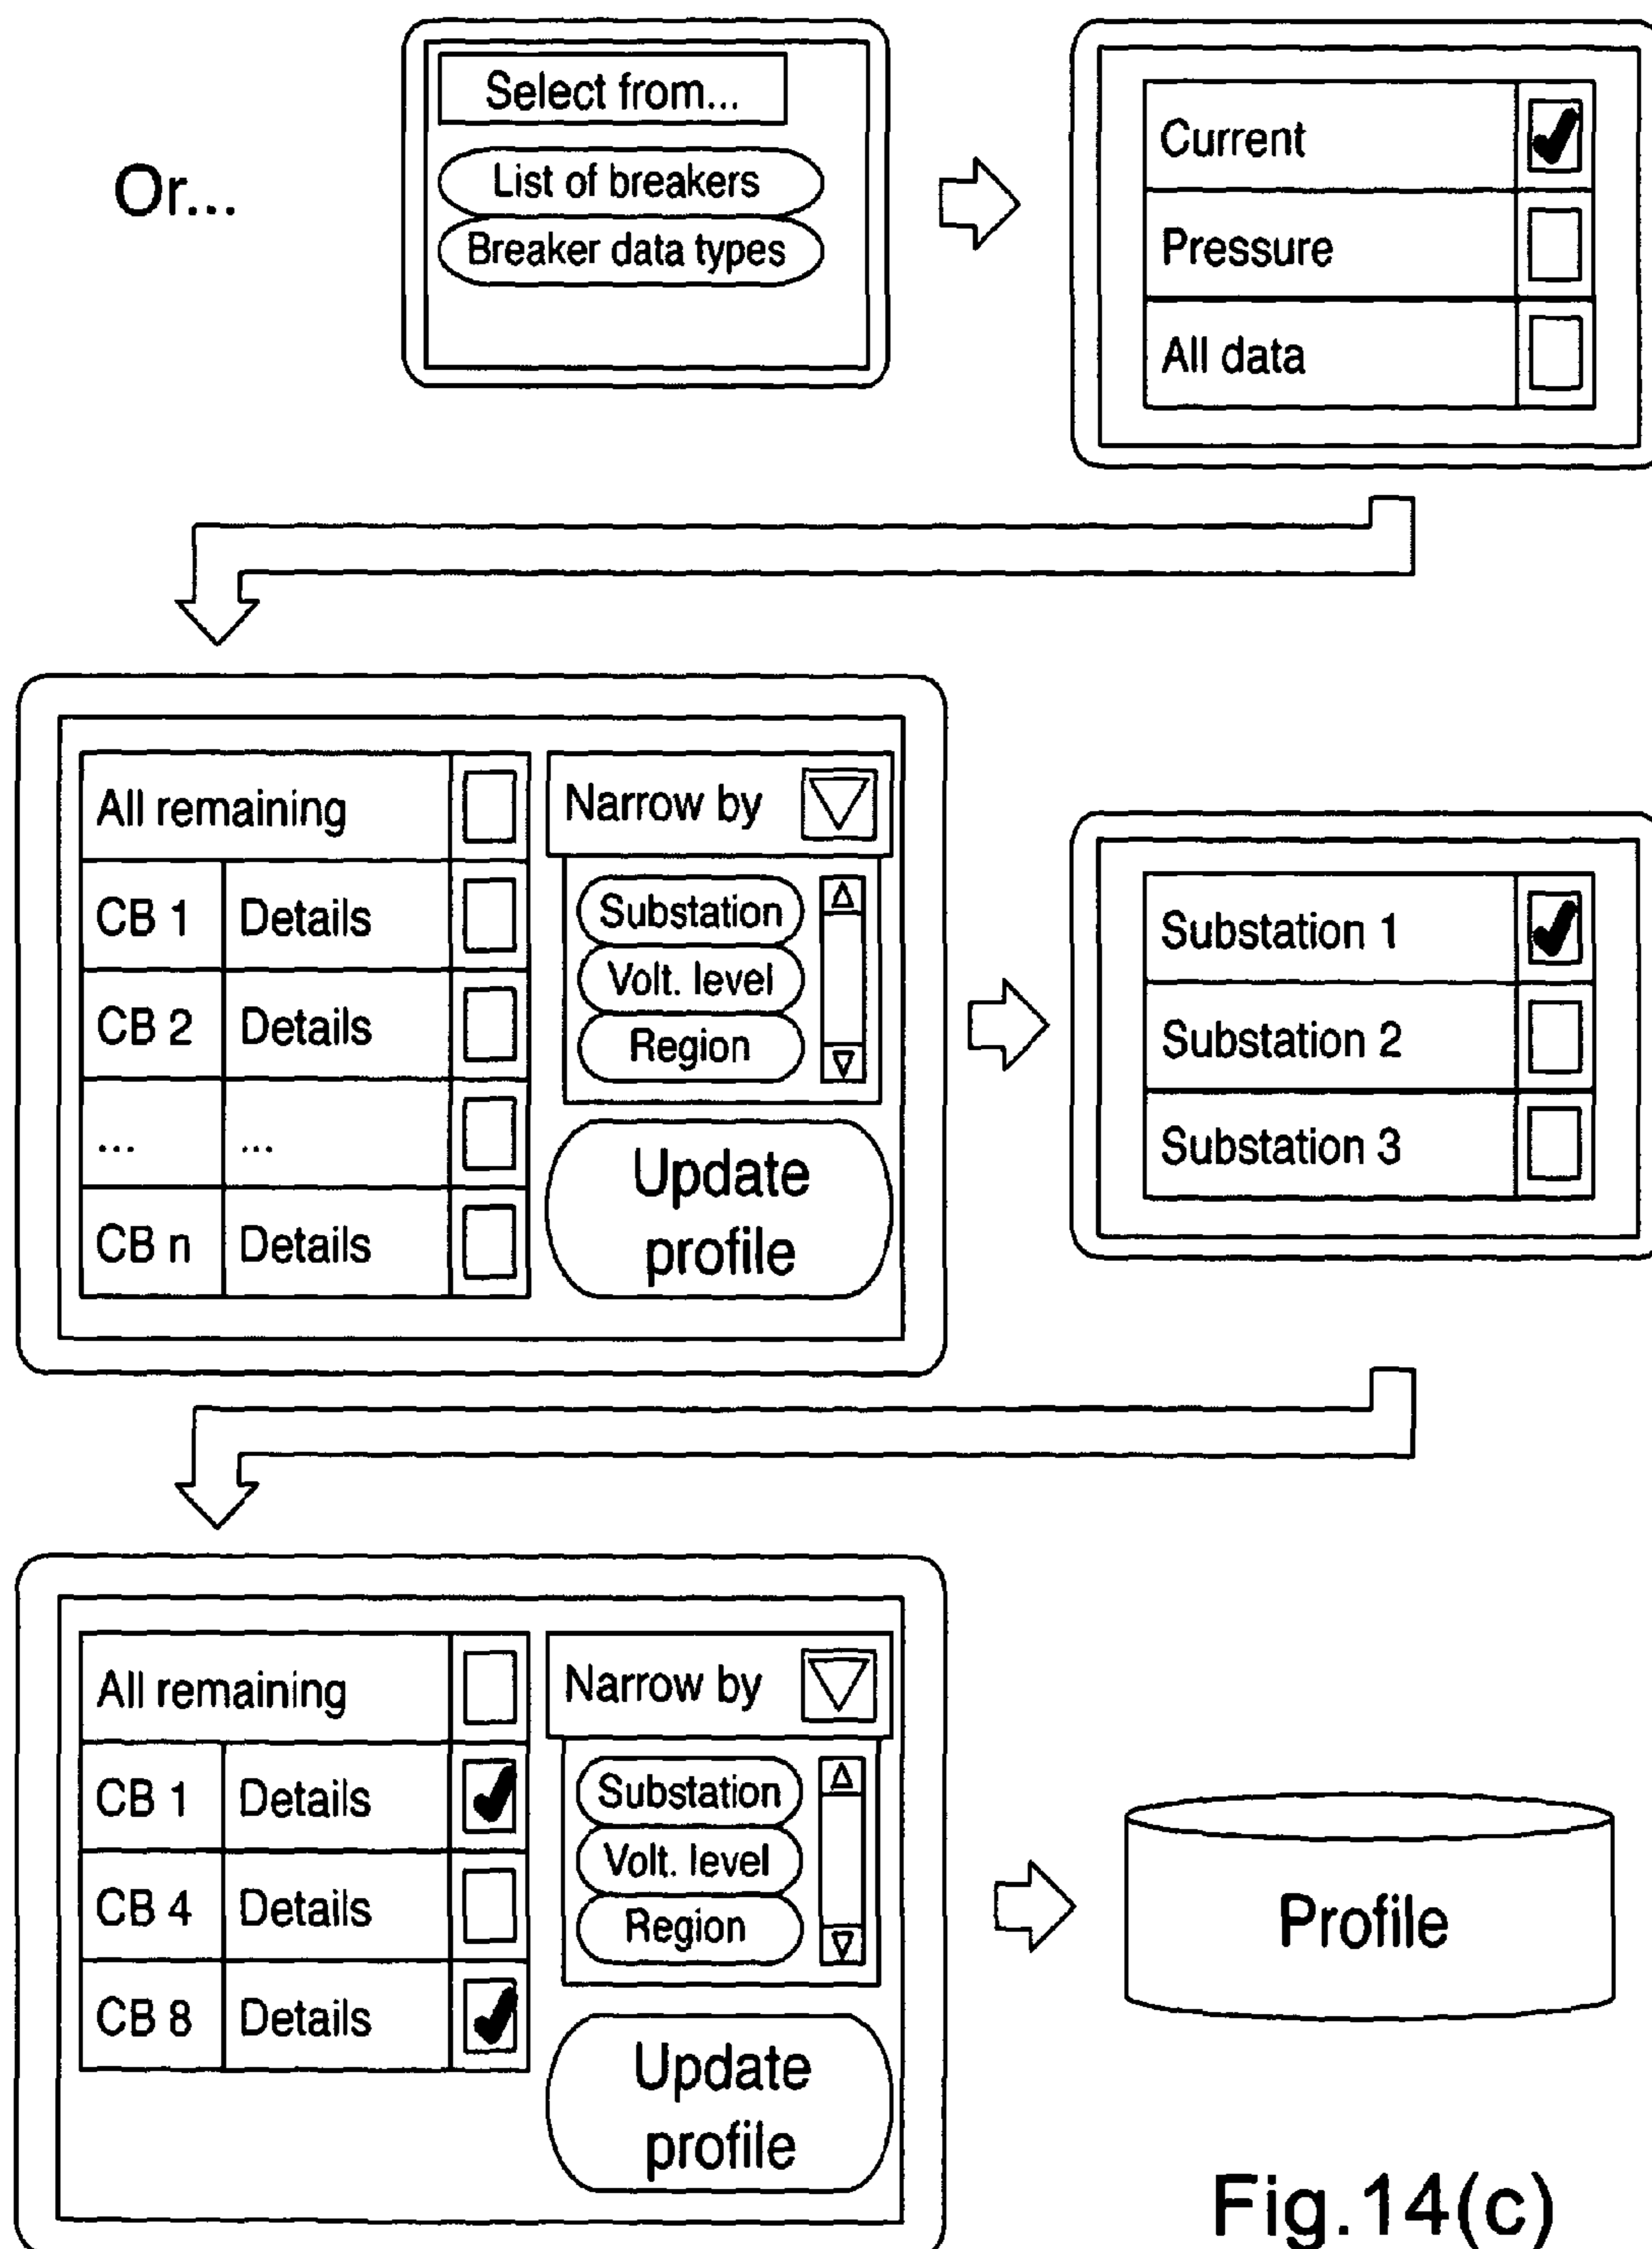 Or...
Select from...
List of breakers
Breaker data types
Current
Pressure
All data
All remaining
CB 1 Details
CB 2 Details
... ...
CB n Details
Narrow by
Substation
Volt. level
Region
Update
profile
Substation 1
Substation 2
Substation 3
All remaining
CB 1 Details
CB 4 Details
CB 8 Details
Narrow by
Substation
Volt. level
Region
Update
profile
Profile
Fig.14(c)